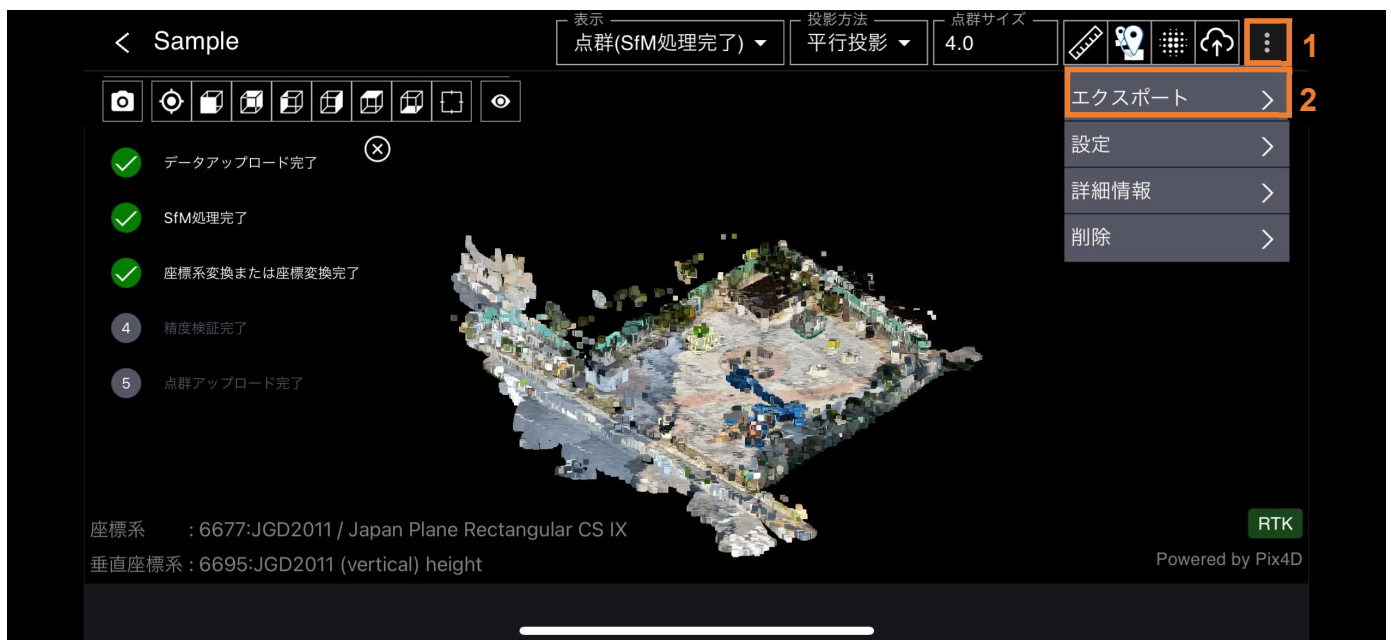 Sample
表示
点群(SfM処理完了)
投影方法
平行投影
点群サイズ
4.0
1
エクスポート
2
設定
詳細情報
削除
データアップロード完了
SfM処理完了
座標系変換または座標変換完了
4 精度検証完了
5 点群アップロード完了
座標系 : 6677:JGD2011 / Japan Plane Rectangular CS IX
垂直座標系 : 6695:JGD2011 (vertical) height
RTK
Powered by Pix4D